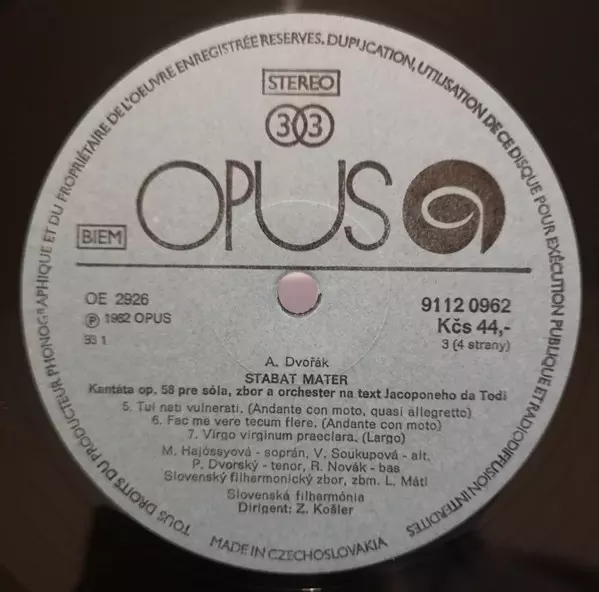 TOUS DROITS DU PRODUCTEUR PHONOGRAPHIQUE ET DU PROPRIÉTAIRE DE L'OEUVRE ENREGISTRÉE RESERVES. DUPLICATION, UTILISATION DE CE DISQUE POUR EXÉCUTION PUBLIQUE ET RADIODIFFUSION INTERDITES
STEREO
33
OPUS
BIEM
OE 2926
℗ 1982 OPUS
33 1
9112 0962
Kčs 44,-
3 (4 strany)
A. Dvořák
STABAT MATER
Kantáta op. 58 pre sóla, zbor a orchester na text Jacoponeho da Todi
5. Tui nati vulnerati. (Andante con moto, quasi allegretto)
6. Fac me vere tecum flere. (Andante con moto)
7. Virgo virginum praeclara. (Largo)
M. Hajóssyová - soprán, V. Soukupová - alt,
P. Dvorský - tenor, R. Novák - bas
Slovenský filharmonický zbor, zbm. L. Mátl
Slovenská filharmónia
Dirigent: Z. Košler
MADE IN CZECHOSLOVAKIA